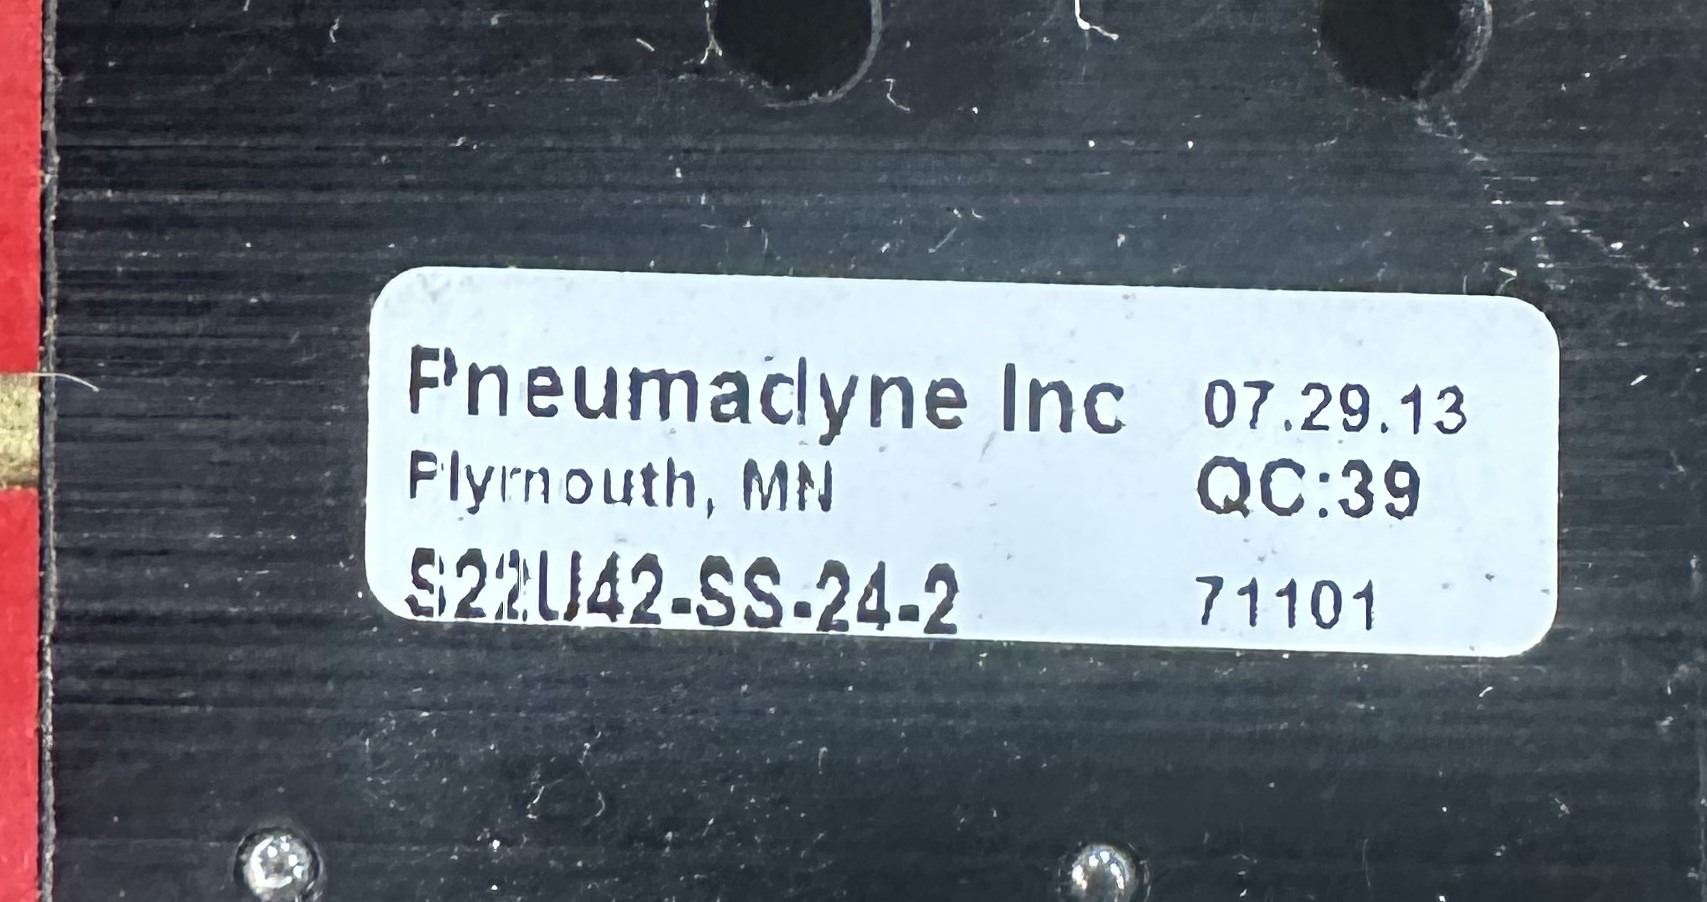 Pneumadyne Inc 07.29.13
Plymouth, MN QC:39
S22U42-SS-24-2 71101